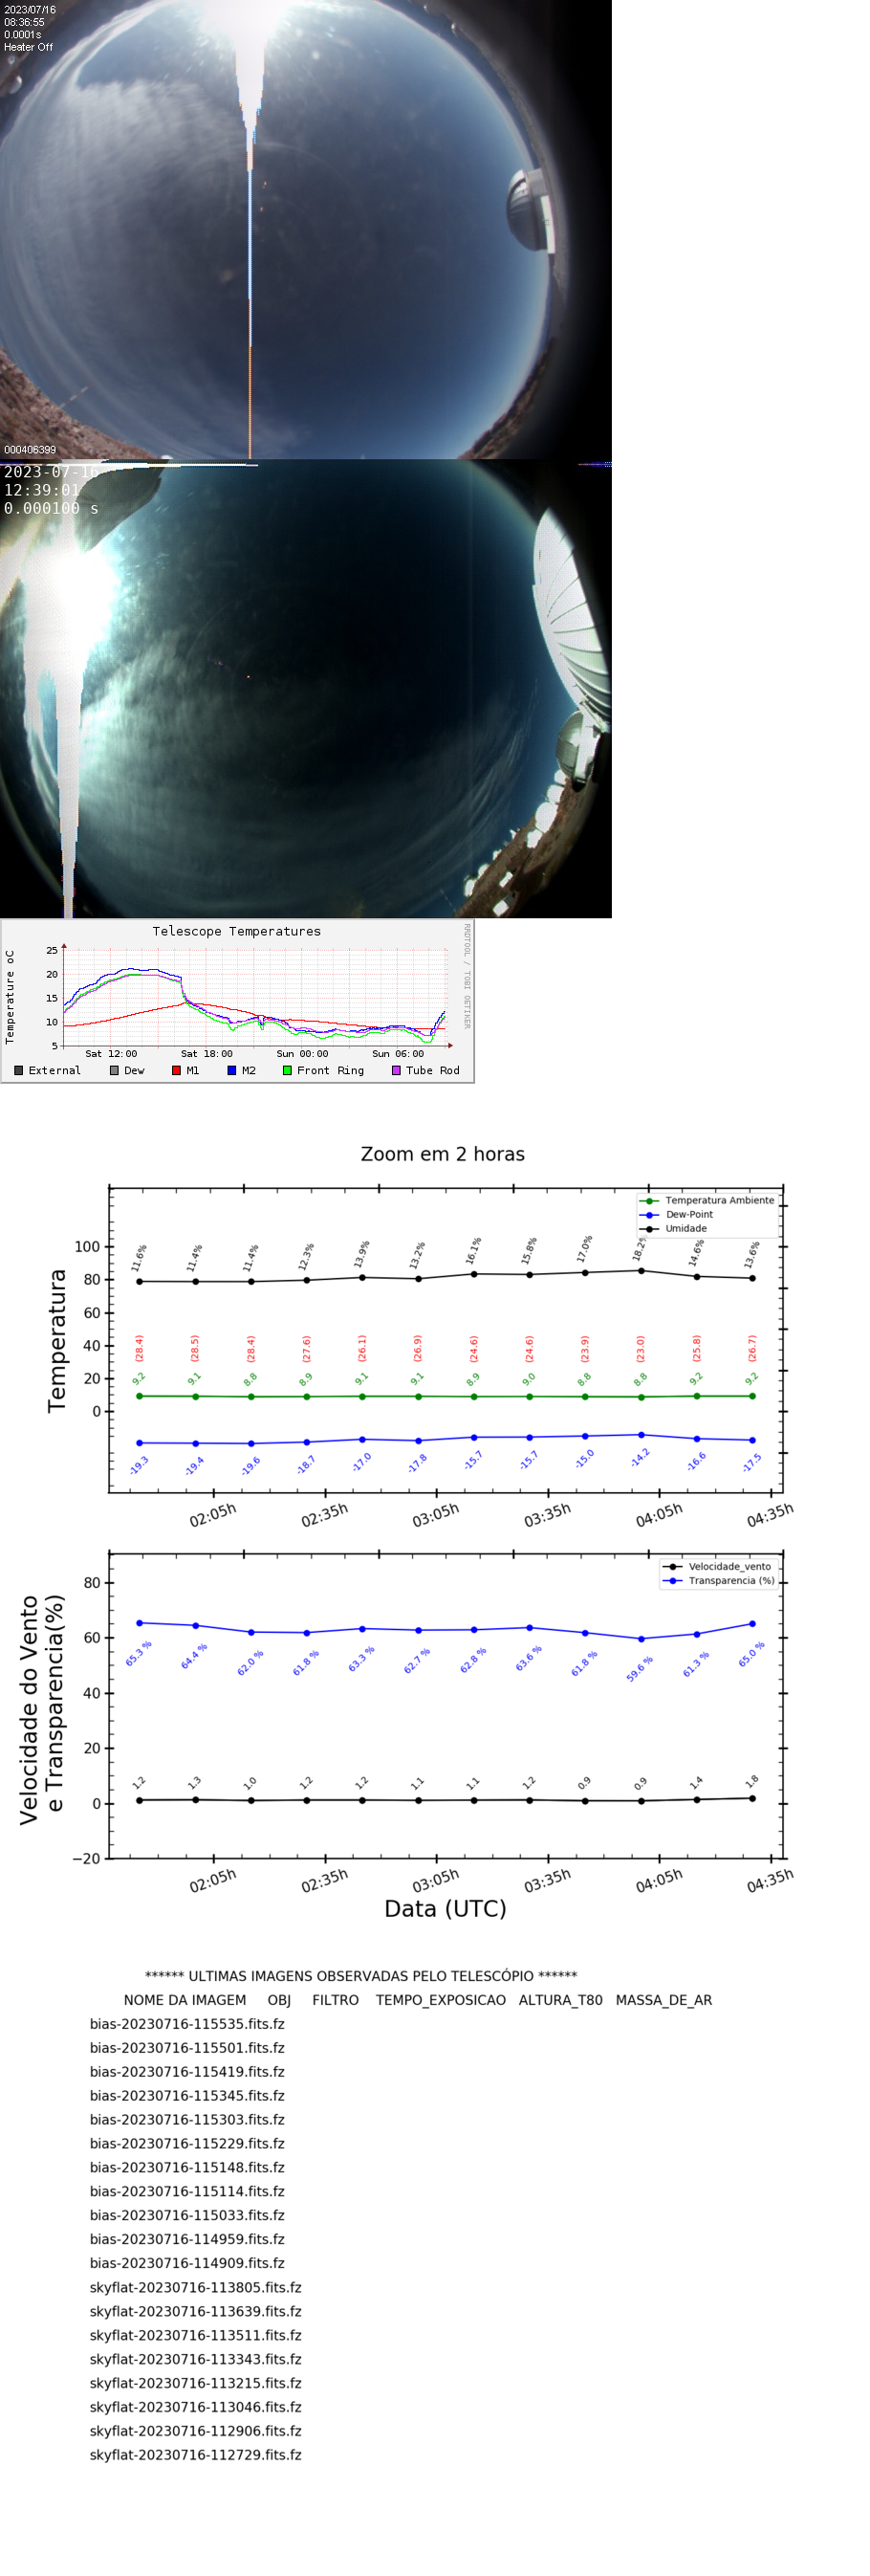 2023/07/16
08:36:55
0.0001s
Heater Off
000406399
2023-07-16
12:39:01
0.000100 s
Telescope Temperatures
RRDTOOL / TOBI OETIKER
Temperature oC
25
20
15
10
5
Sat 12:00 Sat 18:00 Sun 00:00 Sun 06:00
External Dew M1 M2 Front Ring Tube Rod
Zoom em 2 horas
Temperatura Ambiente
Dew-Point
Umidade
Temperatura
100
80
60
40
20
0
11.6% 11.4% 11.4% 12.3% 13.9% 13.2% 16.1% 15.8% 17.0% 18.2% 14.6% 13.6%
(28.4) (28.5) (28.4) (27.6) (26.1) (26.9) (24.6) (24.6) (23.9) (23.0) (25.8) (26.7)
9.2 9.1 8.8 8.9 9.1 9.1 8.9 9.0 8.8 8.8 9.2 9.2
-19.3 -19.4 -19.6 -18.7 -17.0 -17.8 -15.7 -15.7 -15.0 -14.2 -16.6 -17.5
02:05h 02:35h 03:05h 03:35h 04:05h 04:35h
Velocidade_vento
Transparencia (%)
Velocidade do Vento
e Transparencia(%)
80
60
40
20
0
−20
65.3 % 64.4 % 62.0 % 61.8 % 63.3 % 62.7 % 62.8 % 63.6 % 61.8 % 59.6 % 61.3 % 65.0 %
1.2 1.3 1.0 1.2 1.2 1.1 1.1 1.2 0.9 0.9 1.4 1.8
02:05h 02:35h 03:05h 03:35h 04:05h 04:35h
Data (UTC)
****** ULTIMAS IMAGENS OBSERVADAS PELO TELESCÓPIO ******
NOME DA IMAGEM OBJ FILTRO TEMPO_EXPOSICAO ALTURA_T80 MASSA_DE_AR
bias-20230716-115535.fits.fz
bias-20230716-115501.fits.fz
bias-20230716-115419.fits.fz
bias-20230716-115345.fits.fz
bias-20230716-115303.fits.fz
bias-20230716-115229.fits.fz
bias-20230716-115148.fits.fz
bias-20230716-115114.fits.fz
bias-20230716-115033.fits.fz
bias-20230716-114959.fits.fz
bias-20230716-114909.fits.fz
skyflat-20230716-113805.fits.fz
skyflat-20230716-113639.fits.fz
skyflat-20230716-113511.fits.fz
skyflat-20230716-113343.fits.fz
skyflat-20230716-113215.fits.fz
skyflat-20230716-113046.fits.fz
skyflat-20230716-112906.fits.fz
skyflat-20230716-112729.fits.fz